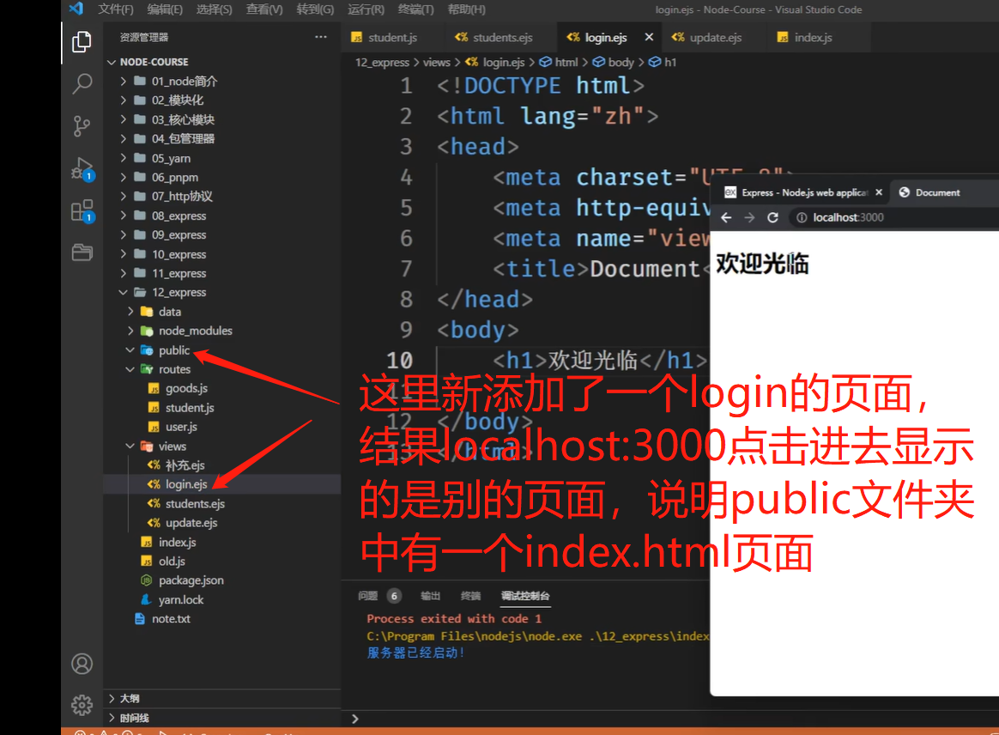 文件(F) 编辑(E) 选择(S) 查看(V) 转到(G) 运行(R) 终端(T) 帮助(H) login.ejs - Node-Course - Visual Studio Code
资源管理器 ···
student.js students.ejs login.ejs × update.ejs index.js
NODE-COURSE
12_express > views > login.ejs > html > body > h1
01_node简介
02_模块化
03_核心模块
04_包管理器
05_yarn
06_pnpm
07_http协议
08_express
09_express
10_express
11_express
12_express
data
node_modules
public
routes
goods.js
student.js
user.js
views
补充.ejs
login.ejs
students.ejs
update.ejs
index.js
old.js
package.json
yarn.lock
note.txt
大纲
时间线
1
1
1 <!DOCTYPE html>
2 <html lang="zh">
3 <head>
4 <meta charset="UTF-8">
5 <meta http-equiv
6 <meta name="view
7 <title>Document<
8 </head>
9 <body>
10 <h1>欢迎光临</h1>
11
12 </body>
13 </html>
Express - Node.js web applicat × Document
localhost:3000
欢迎光临
这里新添加了一个login的页面，
结果localhost:3000点击进去显示
的是别的页面，说明public文件夹
中有一个index.html页面
问题 6 输出 终端 调试控制台
Process exited with code 1
C:\Program Files\nodejs\node.exe .\12_express\index
服务器已经启动！